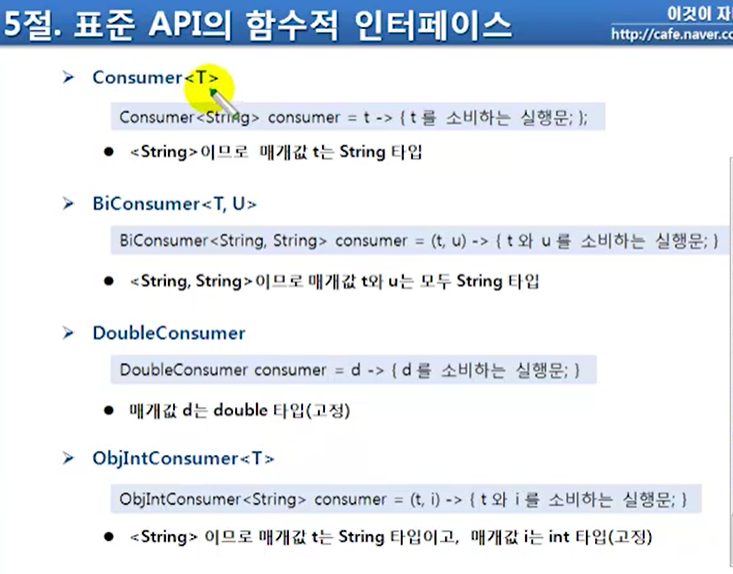 5절. 표준 API의 함수적 인터페이스
이것이 자
http://cafe.naver.co
Consumer<T>
Consumer<String> consumer = t -> { t 를 소비하는 실행문; };
<String>이므로 매개값 t는 String 타입
BiConsumer<T, U>
BiConsumer<String, String> consumer = (t, u) -> { t 와 u 를 소비하는 실행문; }
<String, String>이므로 매개값 t와 u는 모두 String 타입
DoubleConsumer
DoubleConsumer consumer = d -> { d 를 소비하는 실행문; }
매개값 d는 double 타입(고정)
ObjIntConsumer<T>
ObjIntConsumer<String> consumer = (t, i) -> { t 와 i 를 소비하는 실행문; }
<String> 이므로 매개값 t는 String 타입이고, 매개값 i는 int 타입(고정)